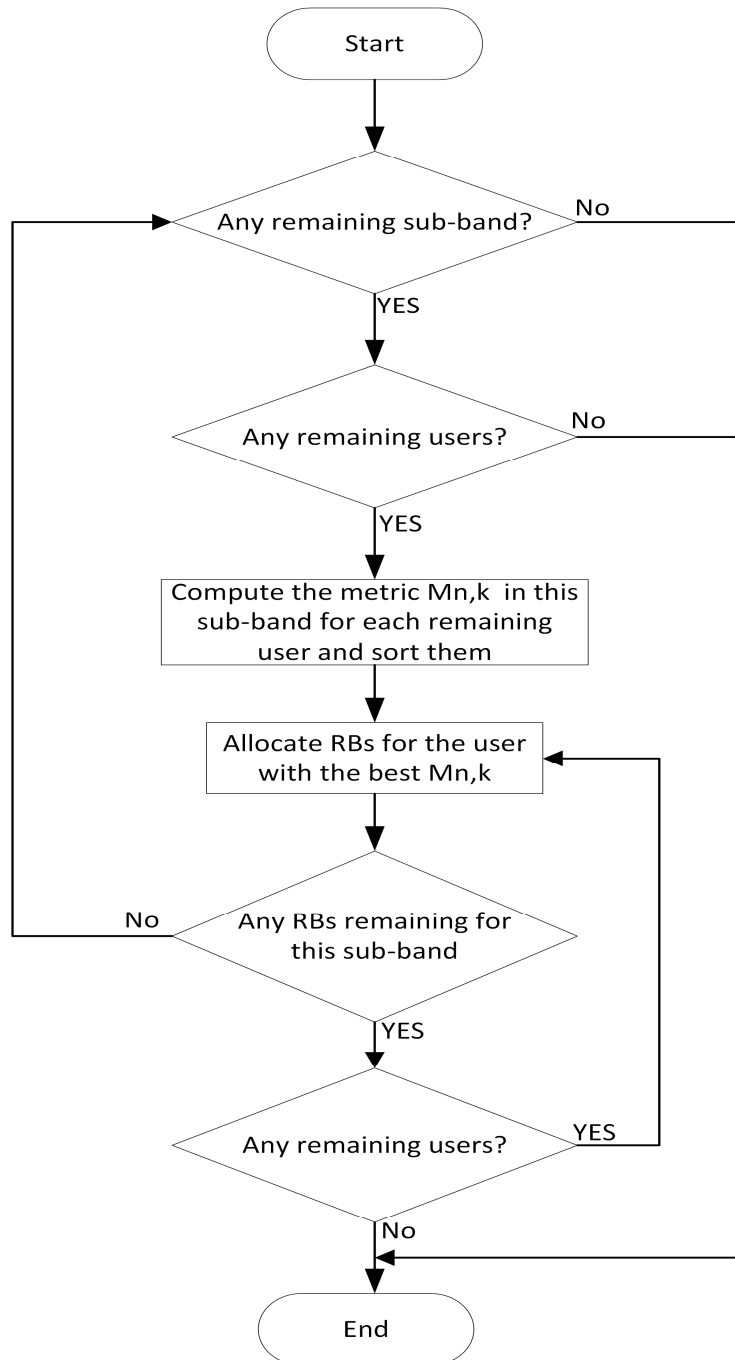 Start
Any remaining sub-band?
No
YES
Any remaining users?
No
YES
Compute the metric Mn,k in this
sub-band for each remaining
user and sort them
Allocate RBs for the user
with the best Mn,k
No
Any RBs remaining for
this sub-band
YES
Any remaining users?
YES
No
End